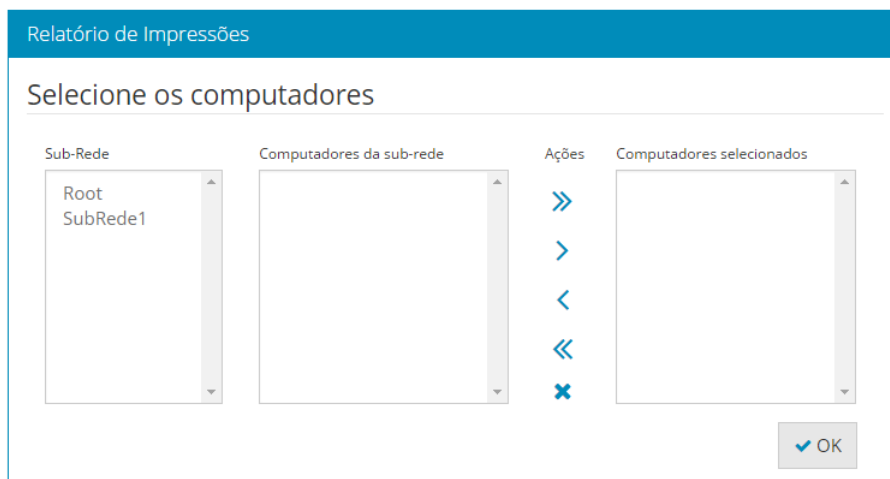 Relatório de Impressões
Selecione os computadores
Sub-Rede
Computadores da sub-rede
Ações
Computadores selecionados
Root
SubRede1
OK